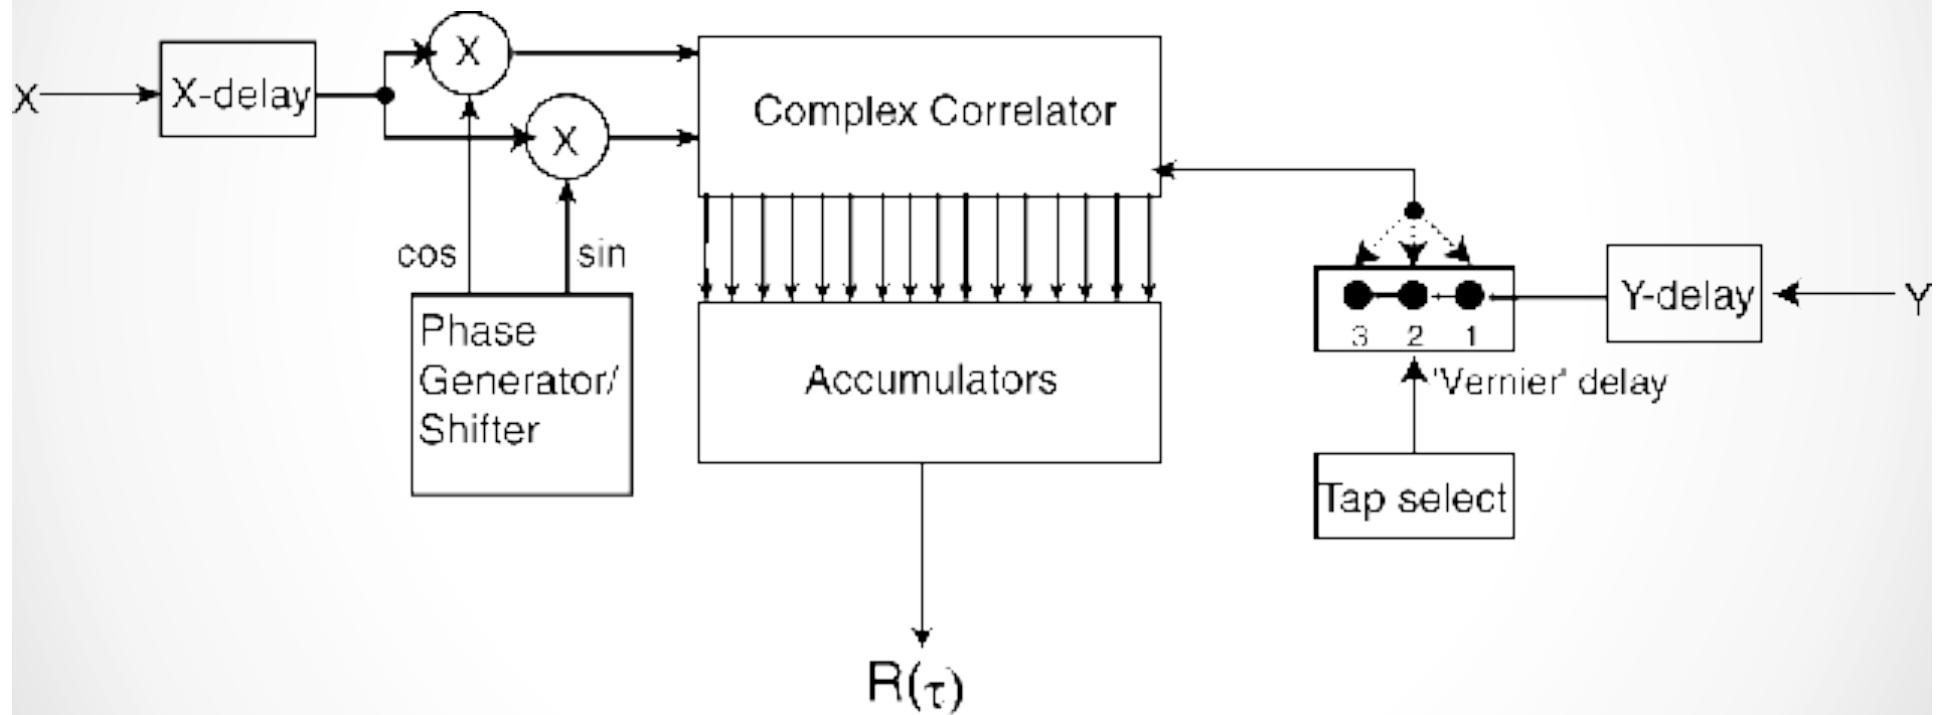 X
X-delay
X
X
cos
sin
Phase
Generator/
Shifter
Complex Correlator
Accumulators
R(τ)
3 2 1
'Vernier' delay
Tap select
Y-delay
Y